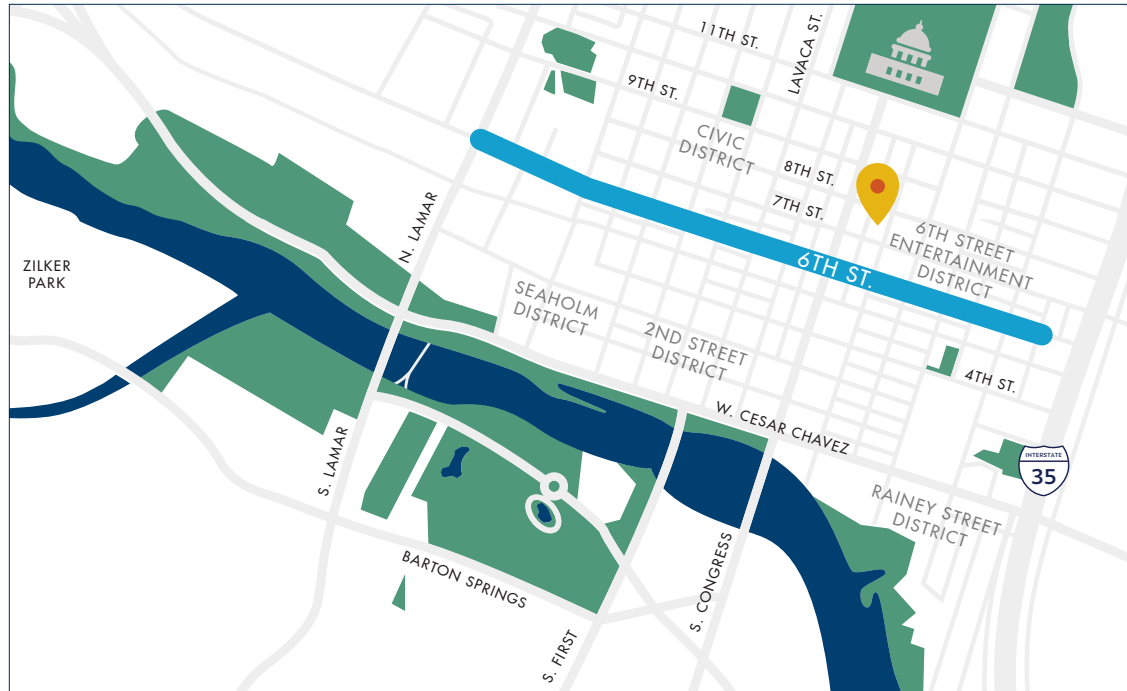 11TH ST.
LAVACA ST.
9TH ST.
CIVIC
DISTRICT
8TH ST.
7TH ST.
6TH STREET
ENTERTAINMENT
DISTRICT
6TH ST.
N. LAMAR
ZILKER
PARK
SEAHOLM
DISTRICT
2ND STREET
DISTRICT
4TH ST.
W. CESAR CHAVEZ
INTERSTATE
35
S. LAMAR
RAINEY STREET
DISTRICT
BARTON SPRINGS
S. CONGRESS
S. FIRST